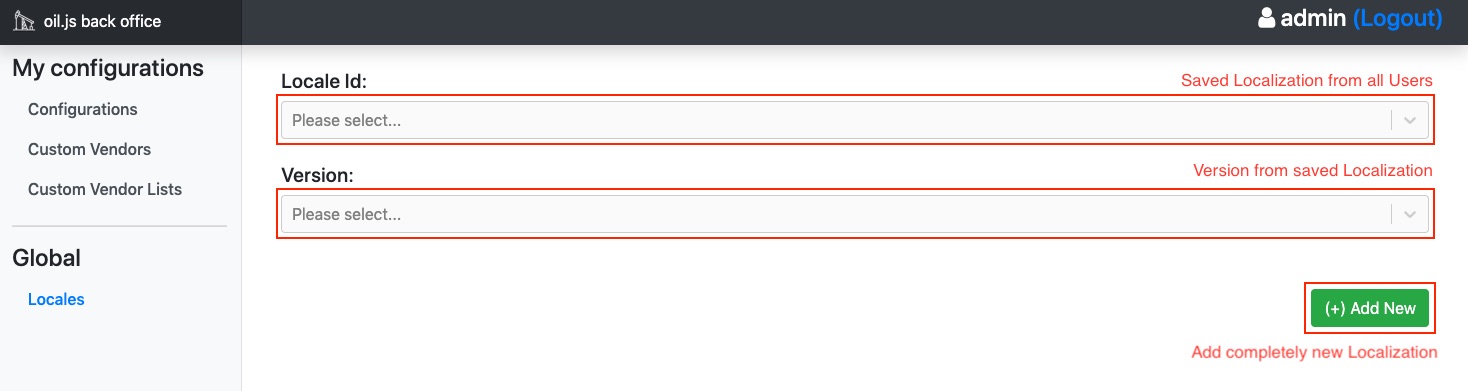 oil.js back office
admin (Logout)
My configurations
Configurations
Custom Vendors
Custom Vendor Lists
Global
Locales
Locale Id:
Saved Localization from all Users
Please select...
Version:
Version from saved Localization
Please select...
(+) Add New
Add completely new Localization